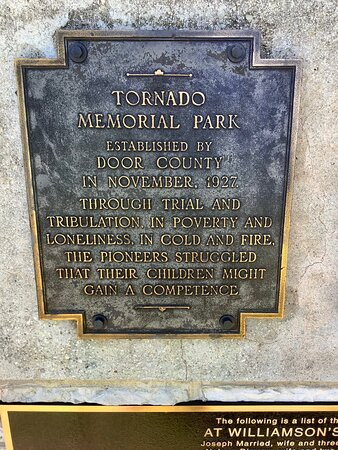 TORNADO
MEMORIAL PARK
ESTABLISHED BY
DOOR COUNTY
IN NOVEMBER, 1927.
THROUGH TRIAL AND
TRIBULATION, IN POVERTY AND
LONELINESS, IN COLD AND FIRE,
THE PIONEERS STRUGGLED
THAT THEIR CHILDREN MIGHT
GAIN A COMPETENCE
The following is a list of th
AT WILLIAMSON'S
Joseph Married, wife and three